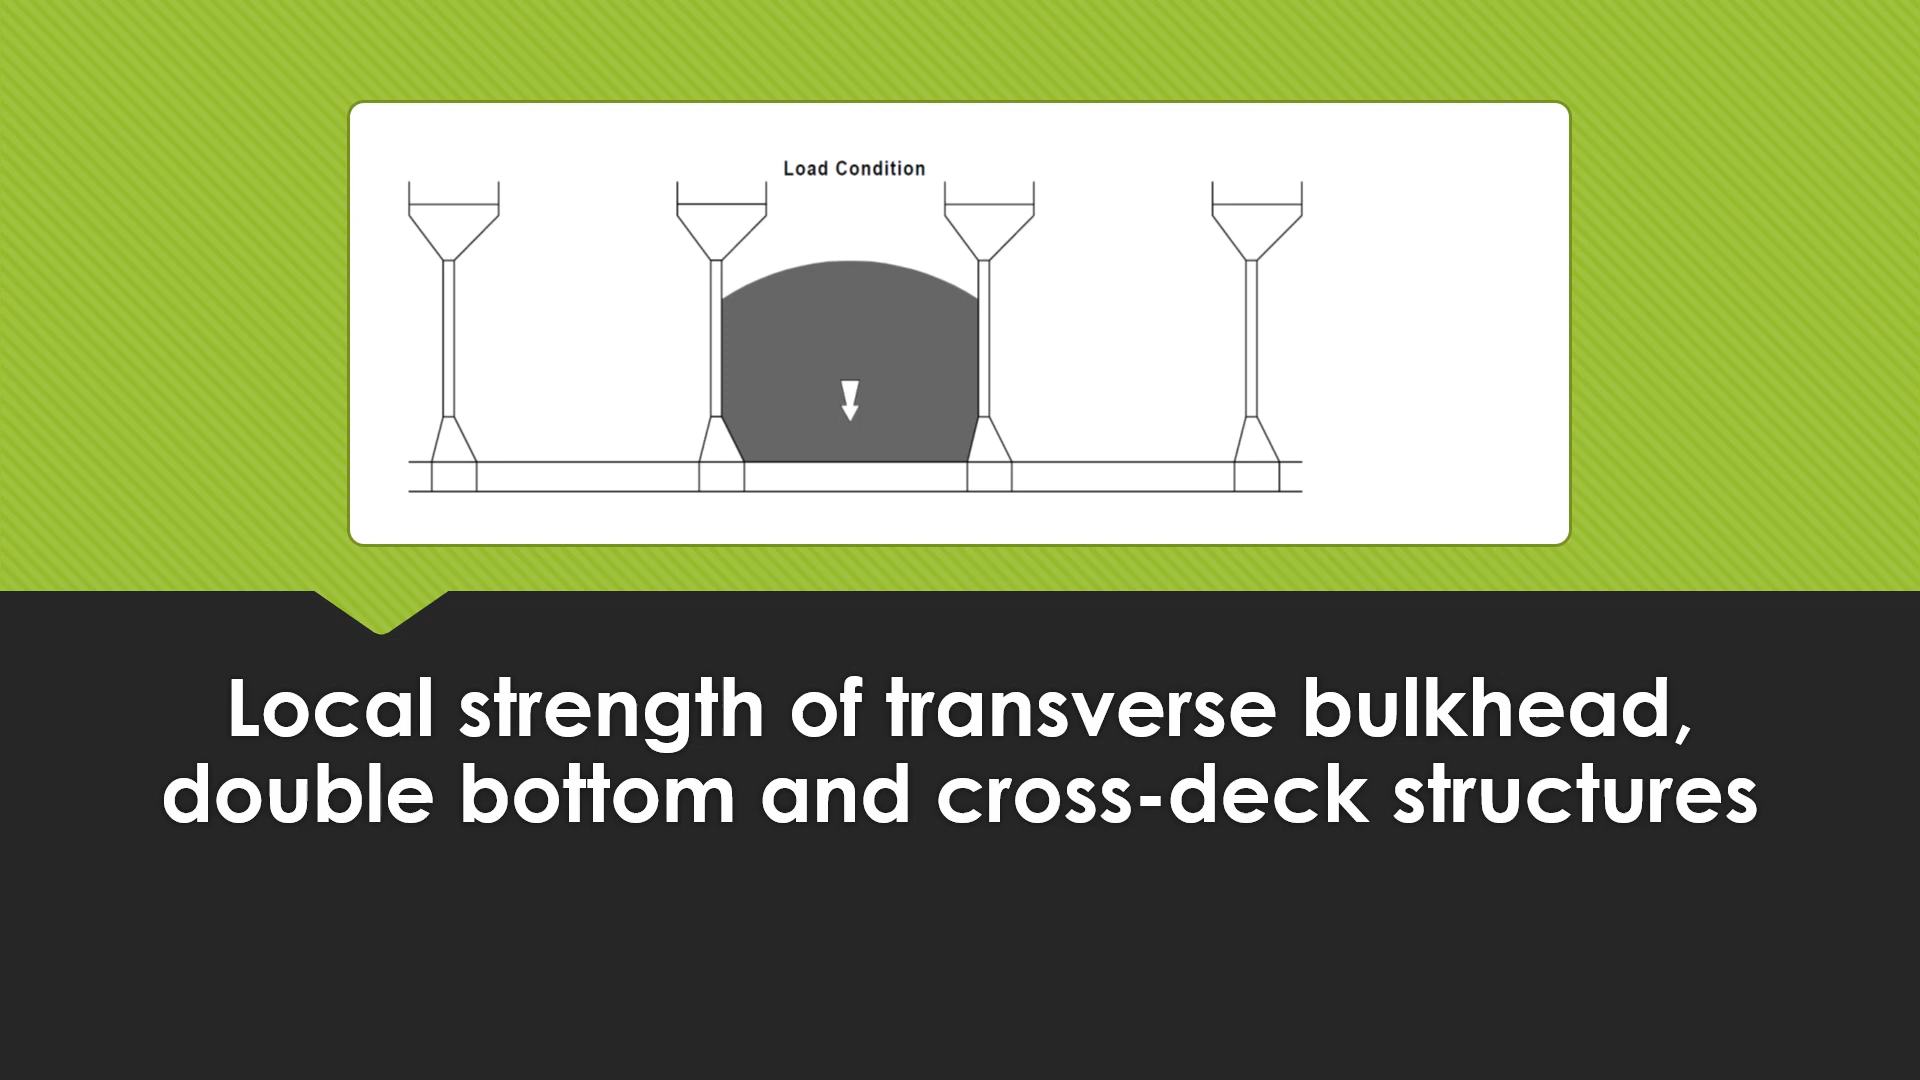 Load Condition
Local strength of transverse bulkhead,
double bottom and cross-deck structures